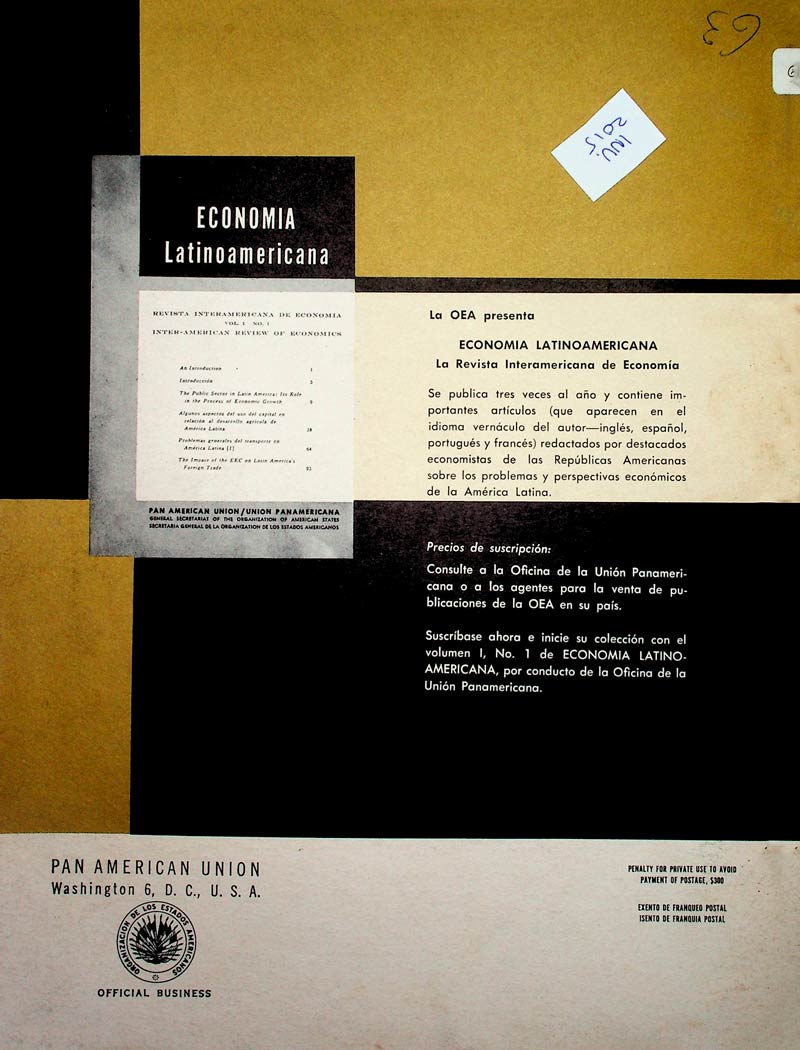 63
INV.
2015
ECONOMIA
Latinoamericana
REVISTA INTERAMERICANA DE ECONOMIA
VOL. I NO. 1
INTER-AMERICAN REVIEW OF ECONOMICS
An Introduction 1
Introducción 5
The Public Sector in Latin America: Its Role
in the Process of Economic Growth 9
Algunos aspectos del uso del capital en
relación al desarrollo agrícola de
América Latina 38
Problemas generales del transporte en
América Latina [I] 64
The Impact of the EEC on Latin America's
Foreign Trade 95
PAN AMERICAN UNION/UNION PANAMERICANA
GENERAL SECRETARIAT OF THE ORGANIZATION OF AMERICAN STATES
SECRETARIA GENERAL DE LA ORGANIZACION DE LOS ESTADOS AMERICANOS
La OEA presenta
ECONOMIA LATINOAMERICANA
La Revista Interamericana de Economía
Se publica tres veces al año y contiene im-
portantes artículos (que aparecen en el
idioma vernáculo del autor—inglés, español,
portugués y francés) redactados por destacados
economistas de las Repúblicas Americanas
sobre los problemas y perspectivas económicos
de la América Latina.
Precios de suscripción:
Consulte a la Oficina de la Unión Panameri-
cana o a los agentes para la venta de pu-
blicaciones de la OEA en su país.
Suscríbase ahora e inicie su colección con el
volumen I, No. 1 de ECONOMIA LATINO-
AMERICANA, por conducto de la Oficina de la
Unión Panamericana.
PAN AMERICAN UNION
Washington 6, D. C., U. S. A.
ORGANIZACION DE LOS ESTADOS AMERICANOS
OFFICIAL BUSINESS
PENALTY FOR PRIVATE USE TO AVOID
PAYMENT OF POSTAGE, $300
EXENTO DE FRANQUEO POSTAL
ISENTO DE FRANQUIA POSTAL